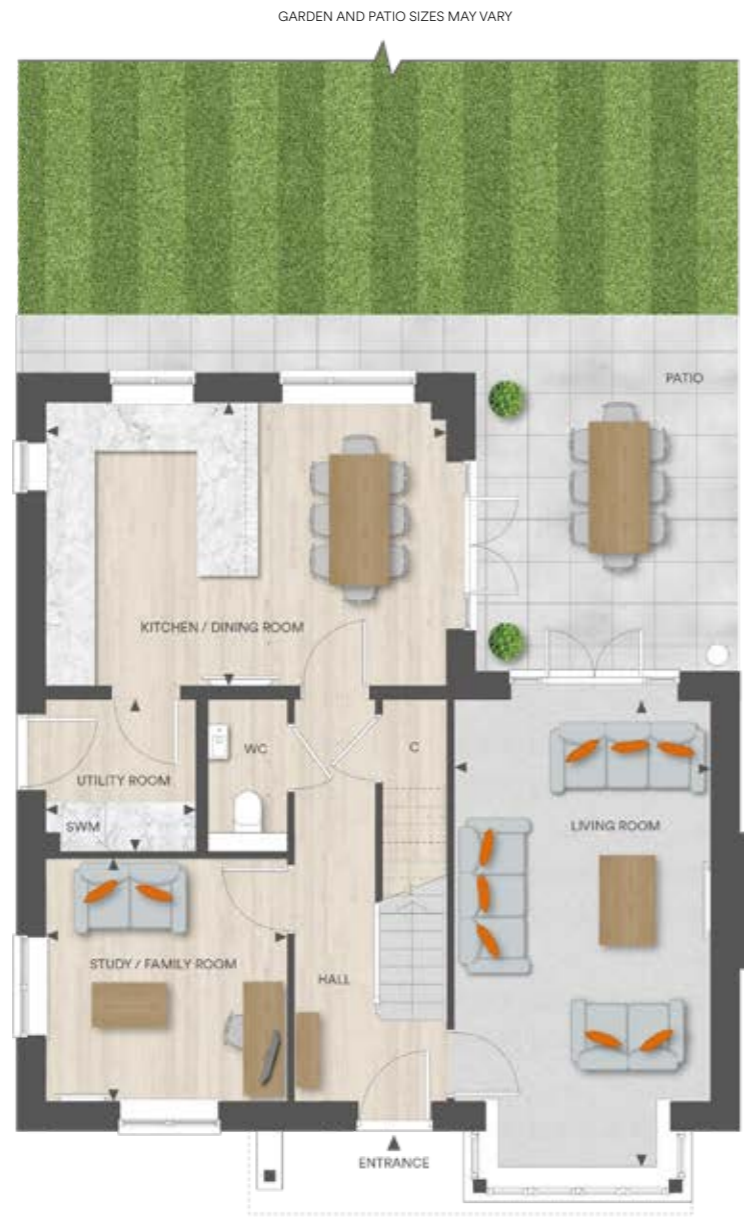 GARDEN AND PATIO SIZES MAY VARY
PATIO
KITCHEN / DINING ROOM
WC
C
UTILITY ROOM
SWM
LIVING ROOM
STUDY / FAMILY ROOM
HALL
ENTRANCE